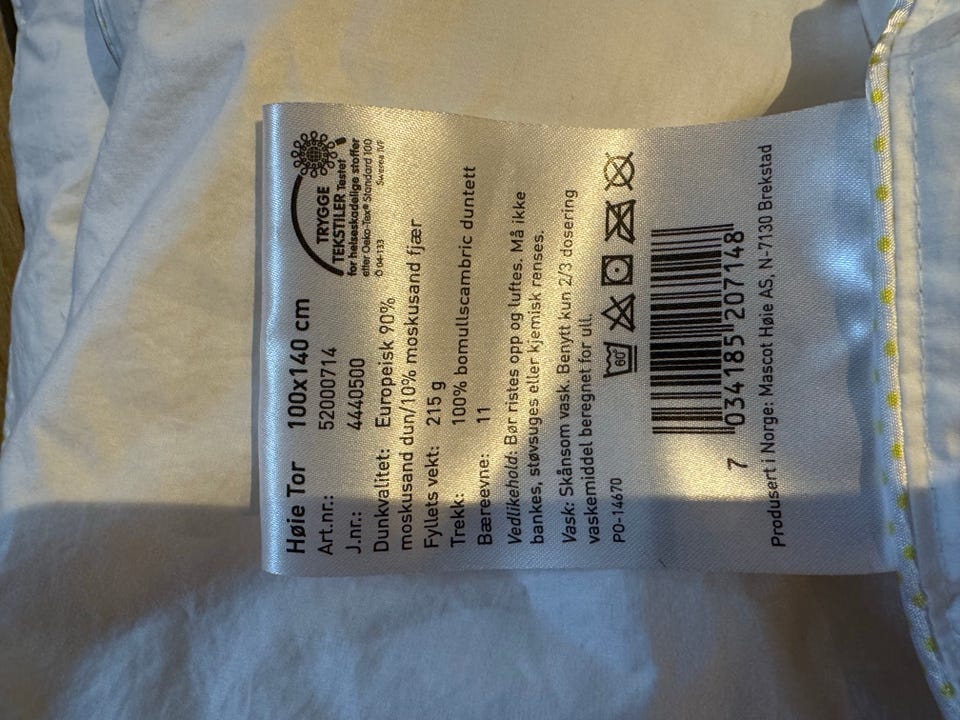 Høie Tor 100x140 cm
TRYGGE
TEKSTILER Testet
for helseskadelige stoffer
etter Oeko-Tex® Standard 100
Ö 04-133 Swerea IVF
Art.nr.: 52000714
J.nr.: 4440500
Dunkvalitet: Europeisk 90%
moskusand dun/10% moskusand fjær
Fyllets vekt: 215 g
Trekk: 100% bomullscambric duntett
Bæreevne: 11
Vedlikehold: Bør ristes opp og luftes. Må ikke
bankes, støvsuges eller kjemisk renses.
Vask: Skånsom vask. Benytt kun 2/3 dosering
vaskemiddel beregnet for ull.
PO-14670
60°
7 034185 207148
Produsert i Norge: Mascot Høie AS, N-7130 Brekstad